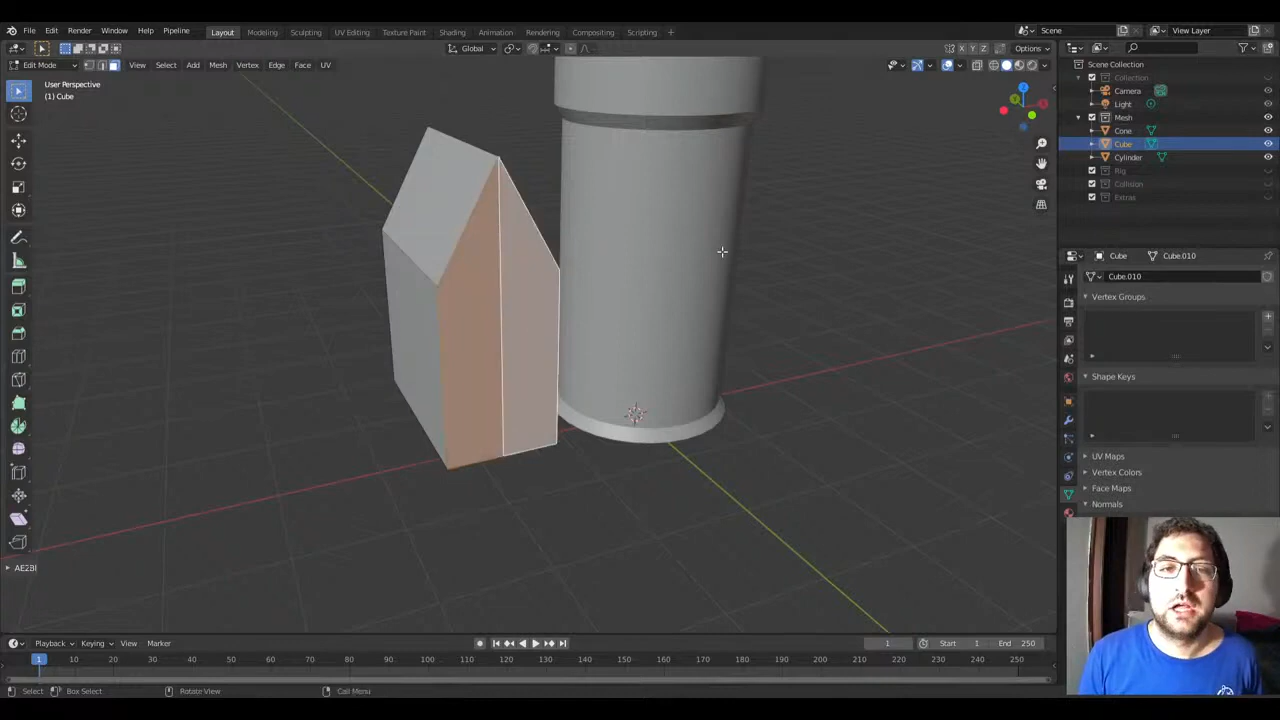 File Edit Render Window Help Pipeline Layout Modeling Sculpting UV Editing Texture Paint Shading Animation Rendering Compositing Scripting + Scene View Layer
Global X Y Z Options
Edit Mode View Select Add Mesh Vertex Edge Face UV
User Perspective
(1) Cube
Scene Collection
Collection
Camera
Light
Mesh
Cone
Cube
Cylinder
Rig
Collision
Extras
Cube Cube.010
Cube.010
Vertex Groups
Shape Keys
UV Maps
Vertex Colors
Face Maps
Normals
Playback Keying View Marker 1 Start 1 End 250
1 10 20 30 40 50 60 70 80 90 100 110 120 130 140 150 160 170 180 190 200 210 220 230 240 250
Select Box Select Rotate View Call Menu